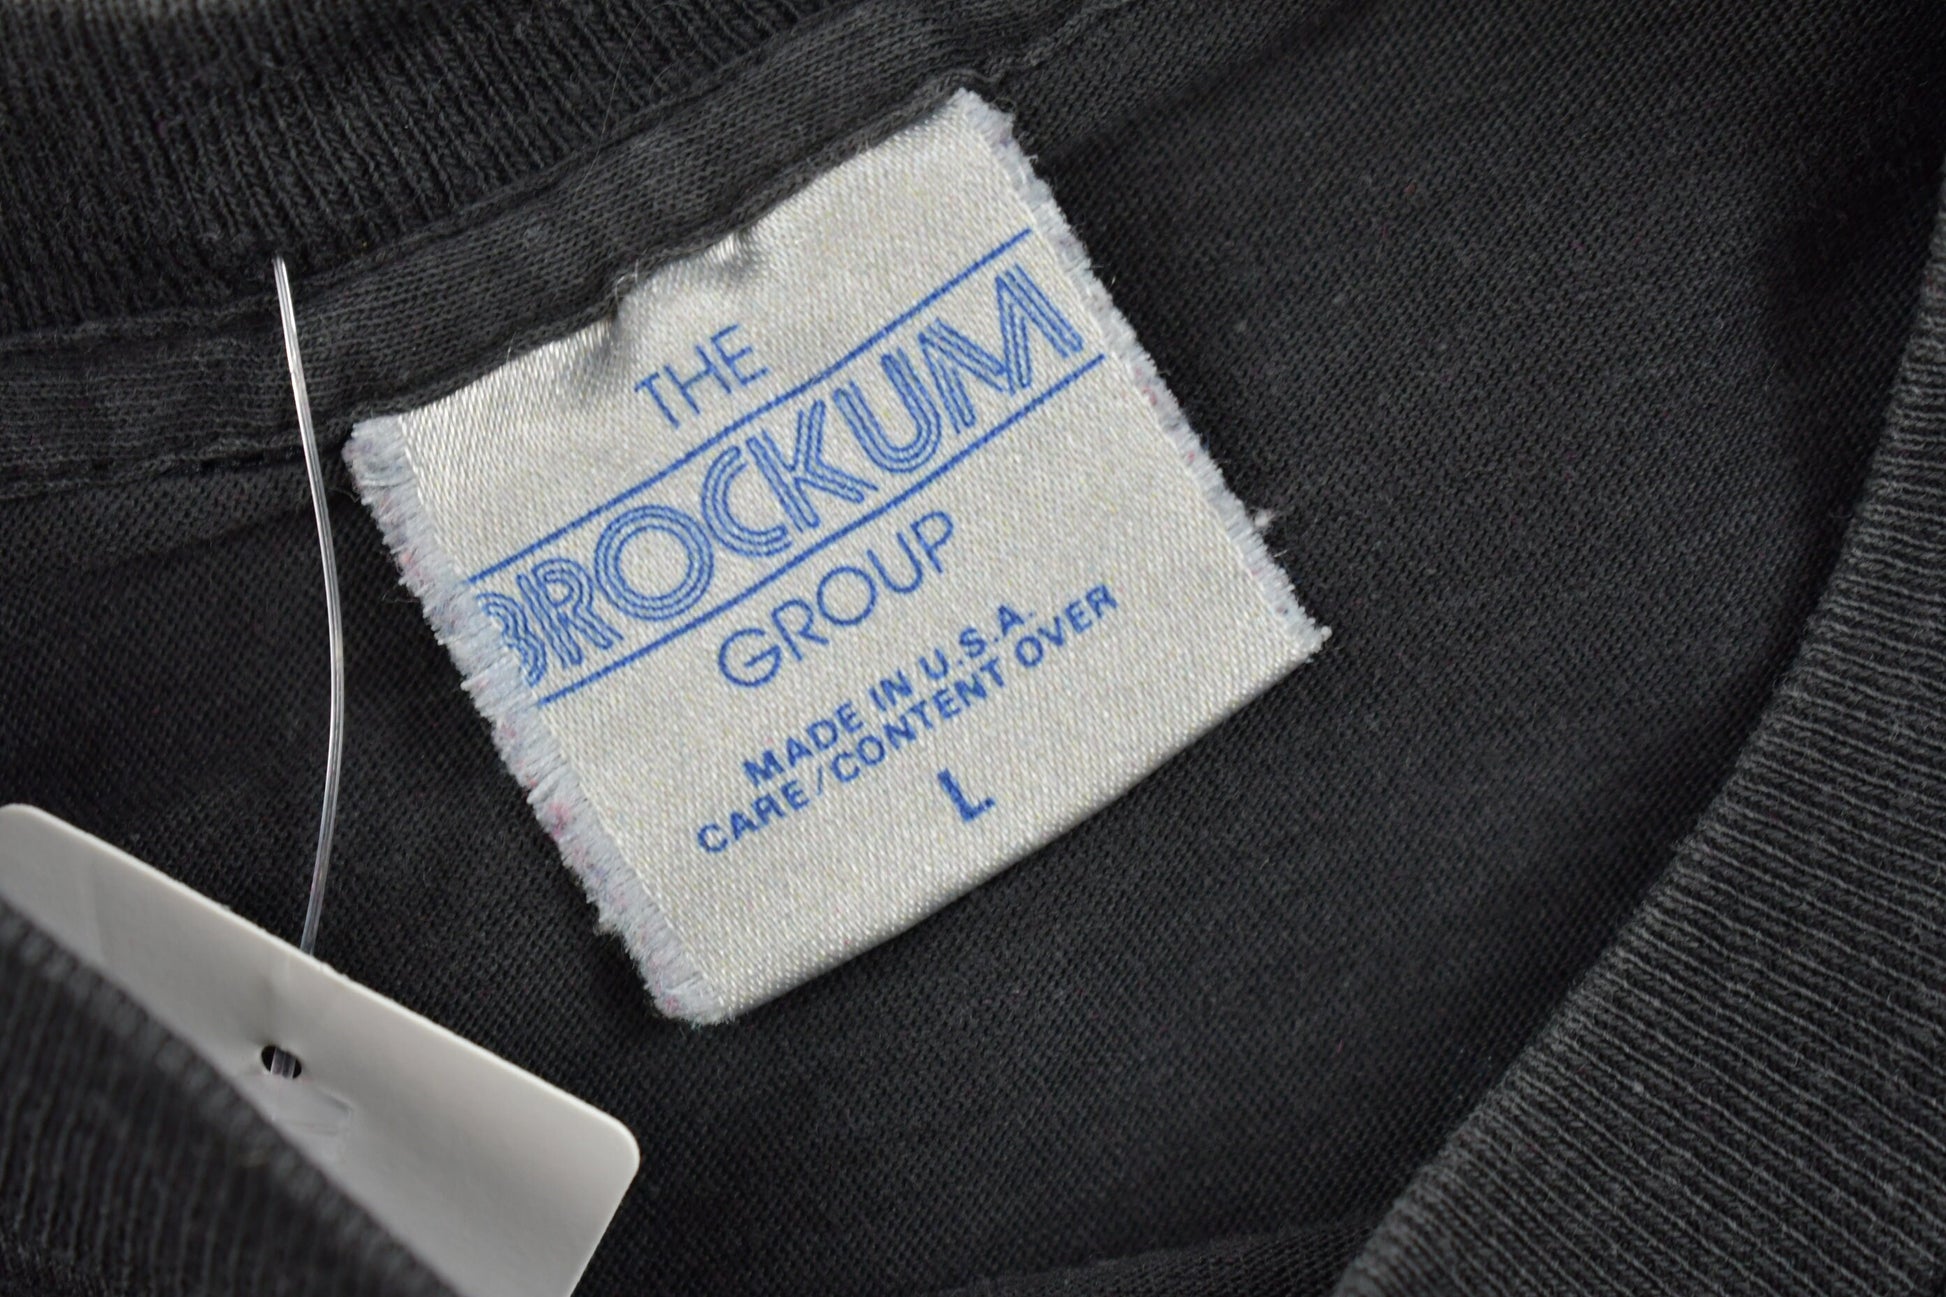 THE
BROCKUM
GROUP
MADE IN U.S.A.
CARE/CONTENT OVER
L